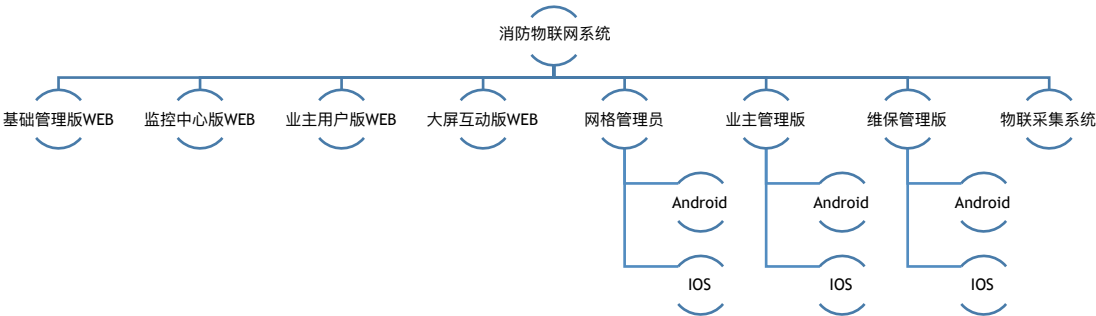 消防物联网系统
基础管理版WEB
监控中心版WEB
业主用户版WEB
大屏互动版WEB
网格管理员
业主管理版
维保管理版
物联采集系统
Android
Android
Android
IOS
IOS
IOS